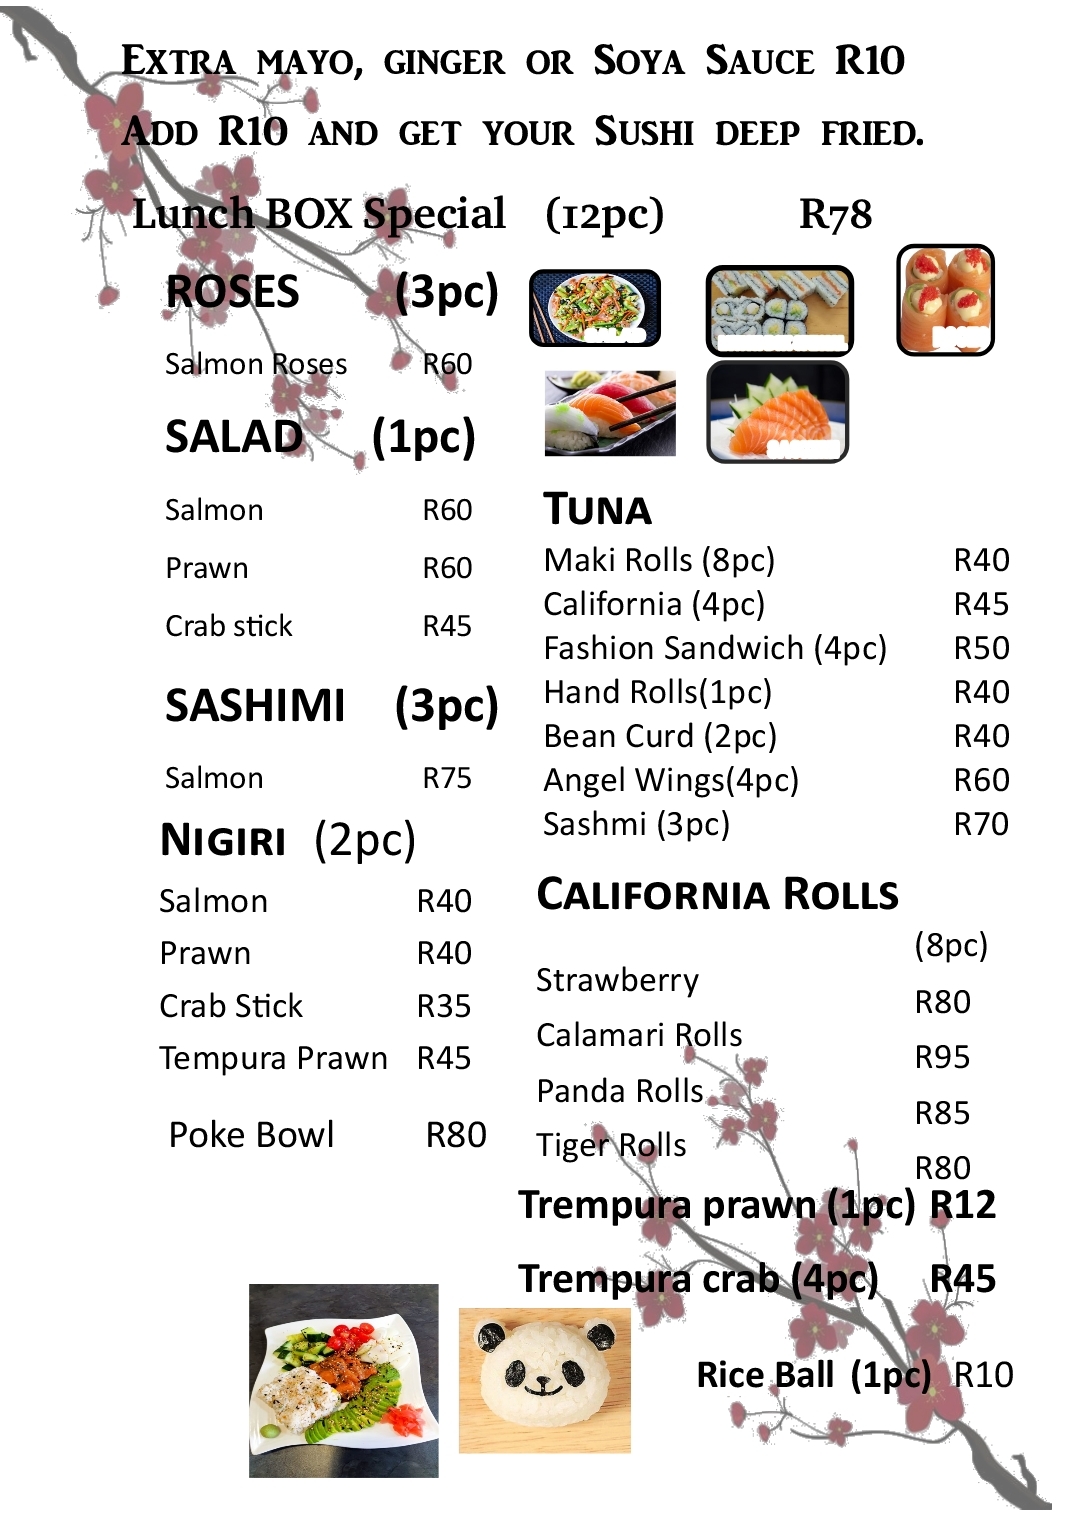 Extra mayo, ginger or Soya Sauce R10
Add R10 and get your Sushi deep fried.
Lunch BOX Special (12pc) R78
ROSES (3pc)
Salmon Roses R60
SALAD (1pc)
Salmon R60
Prawn R60
Crab stick R45
SASHIMI (3pc)
Salmon R75
Nigiri (2pc)
Salmon R40
Prawn R40
Crab Stick R35
Tempura Prawn R45
Poke Bowl R80
Tuna
Maki Rolls (8pc) R40
California (4pc) R45
Fashion Sandwich (4pc) R50
Hand Rolls(1pc) R40
Bean Curd (2pc) R40
Angel Wings(4pc) R60
Sashmi (3pc) R70
California Rolls
(8pc)
Strawberry R80
Calamari Rolls R95
Panda Rolls R85
Tiger Rolls R80
Trempura prawn (1pc) R12
Trempura crab (4pc) R45
Rice Ball (1pc) R10